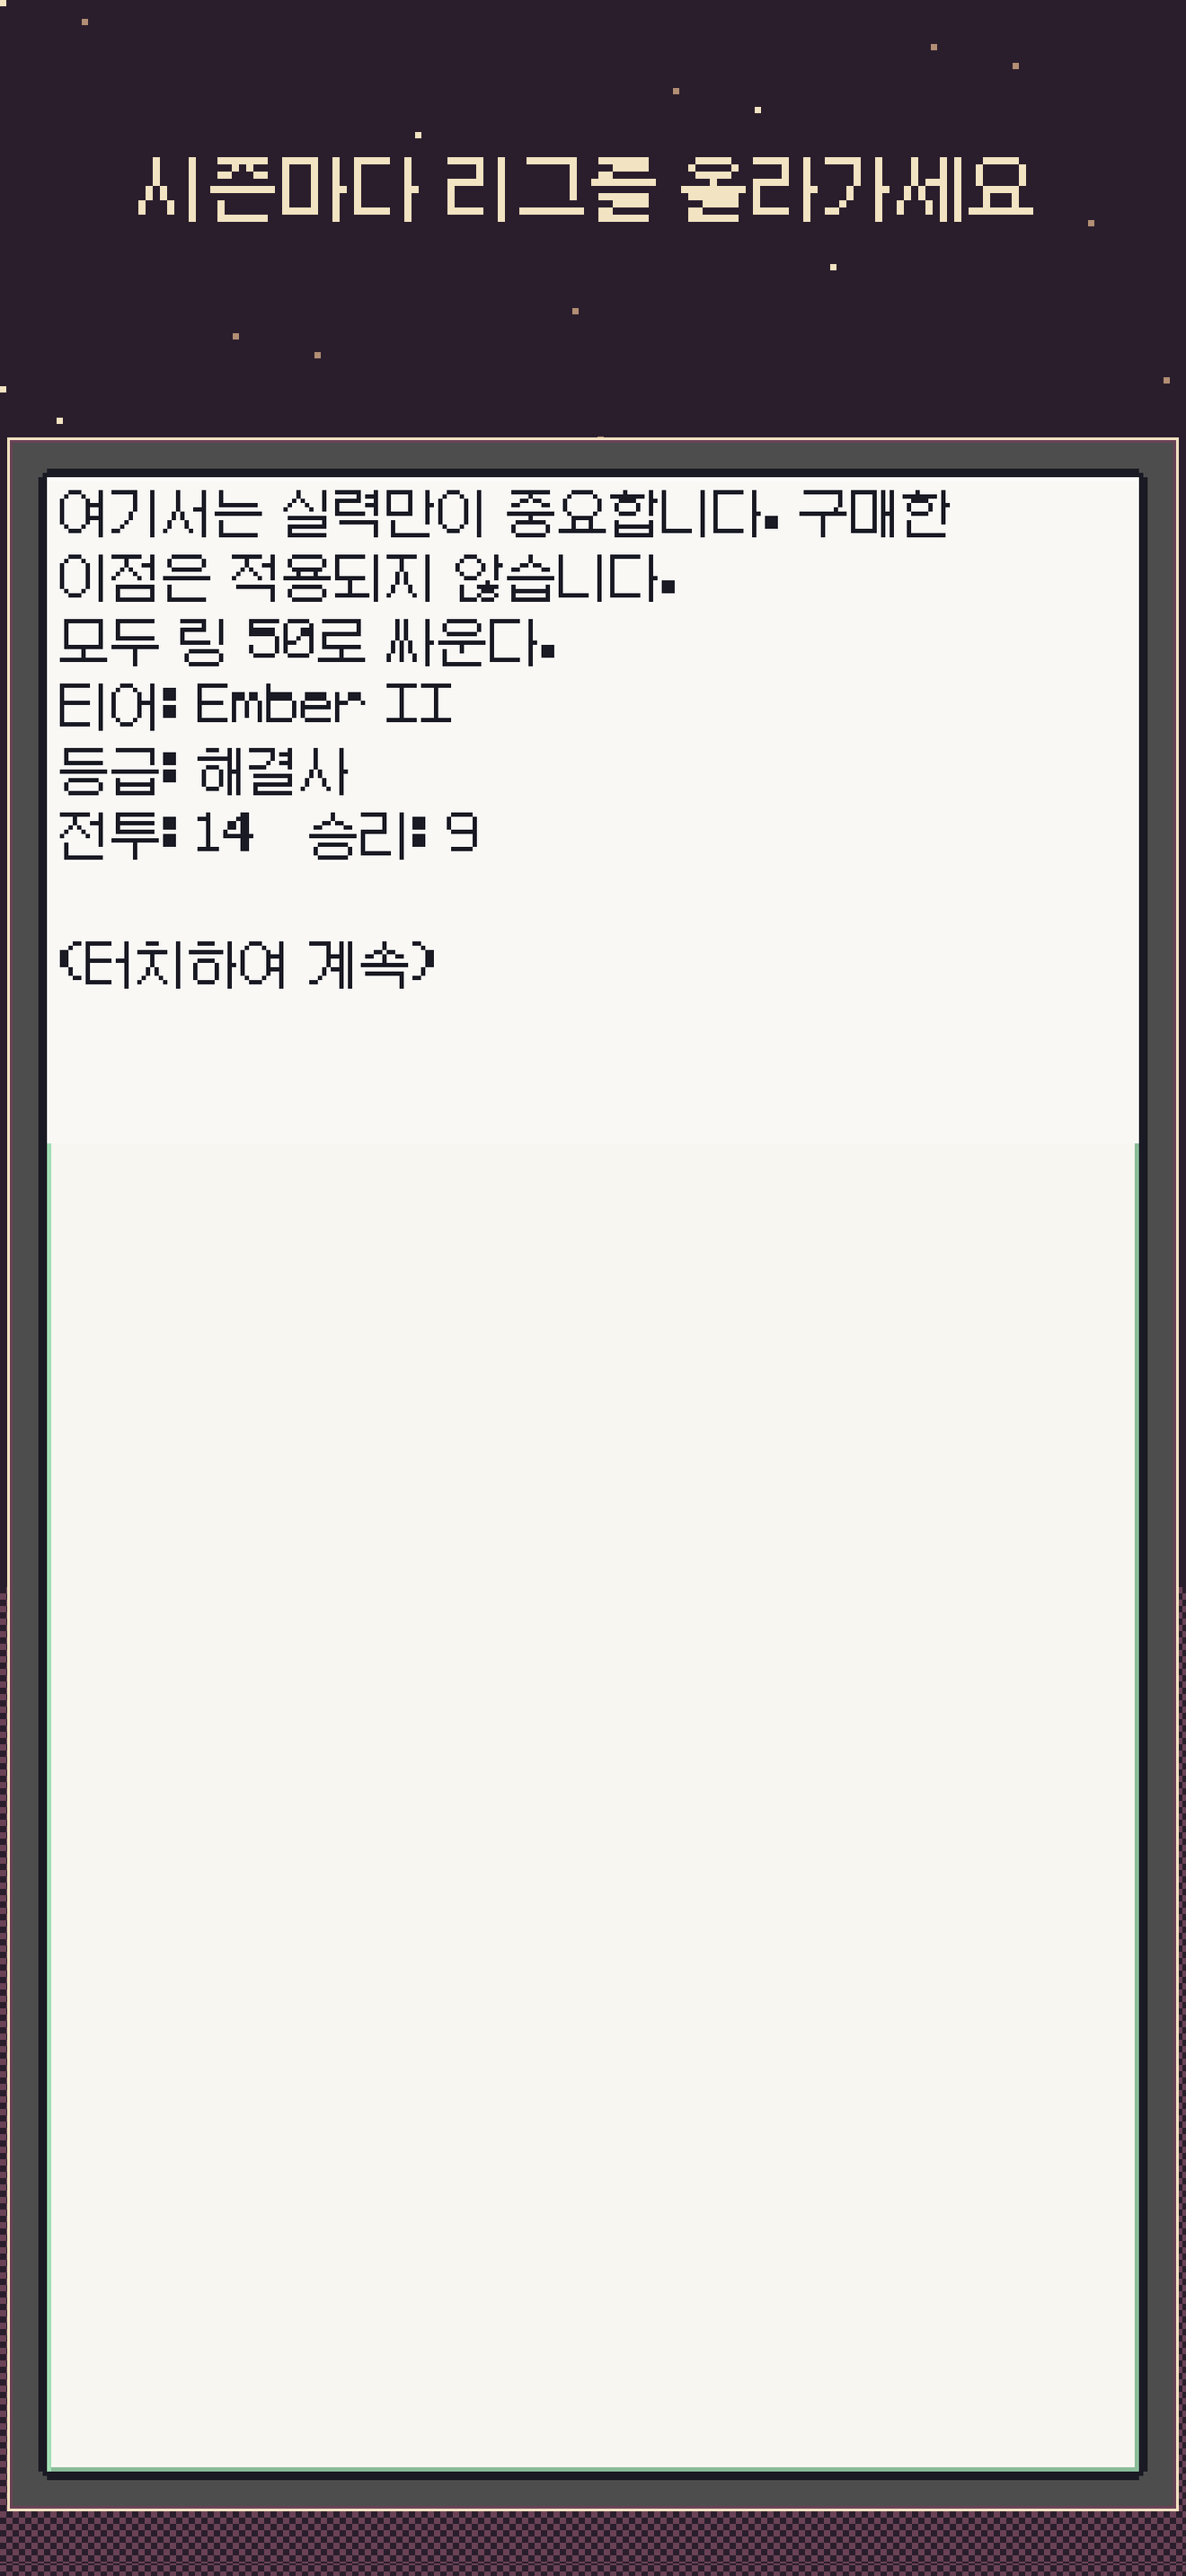 시즌마다 리그를 올라가세요
여기서는 실력만이 중요합니다. 구매한
이점은 적용되지 않습니다.
모두 링 50로 싸운다.
티어: Ember II
등급: 해결사
전투: 14  승리: 9
(터치하여 계속)